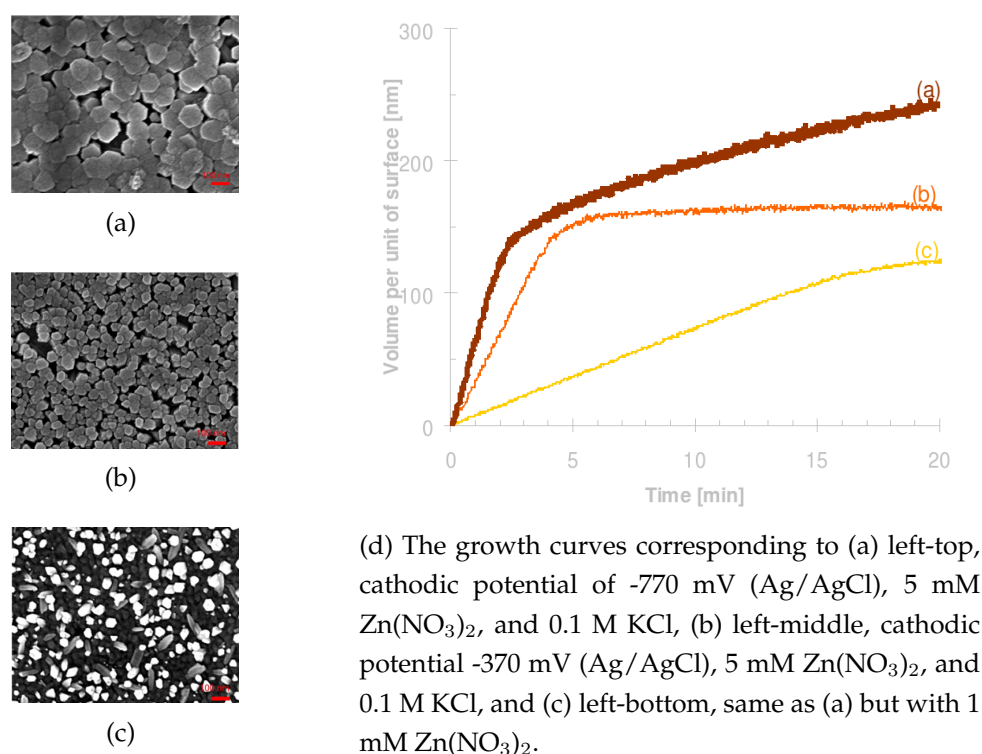 (a)
(b)
(c)
300
200
100
0
0
5
10
15
20
Volume per unit of surface [nm]
Time [min]
(a)
(b)
(c)
(d) The growth curves corresponding to (a) left-top,
cathodic potential of -770 mV (Ag/AgCl), 5 mM
Zn(NO₃)₂, and 0.1 M KCl, (b) left-middle, cathodic
potential -370 mV (Ag/AgCl), 5 mM Zn(NO₃)₂, and
0.1 M KCl, and (c) left-bottom, same as (a) but with 1
mM Zn(NO₃)₂.